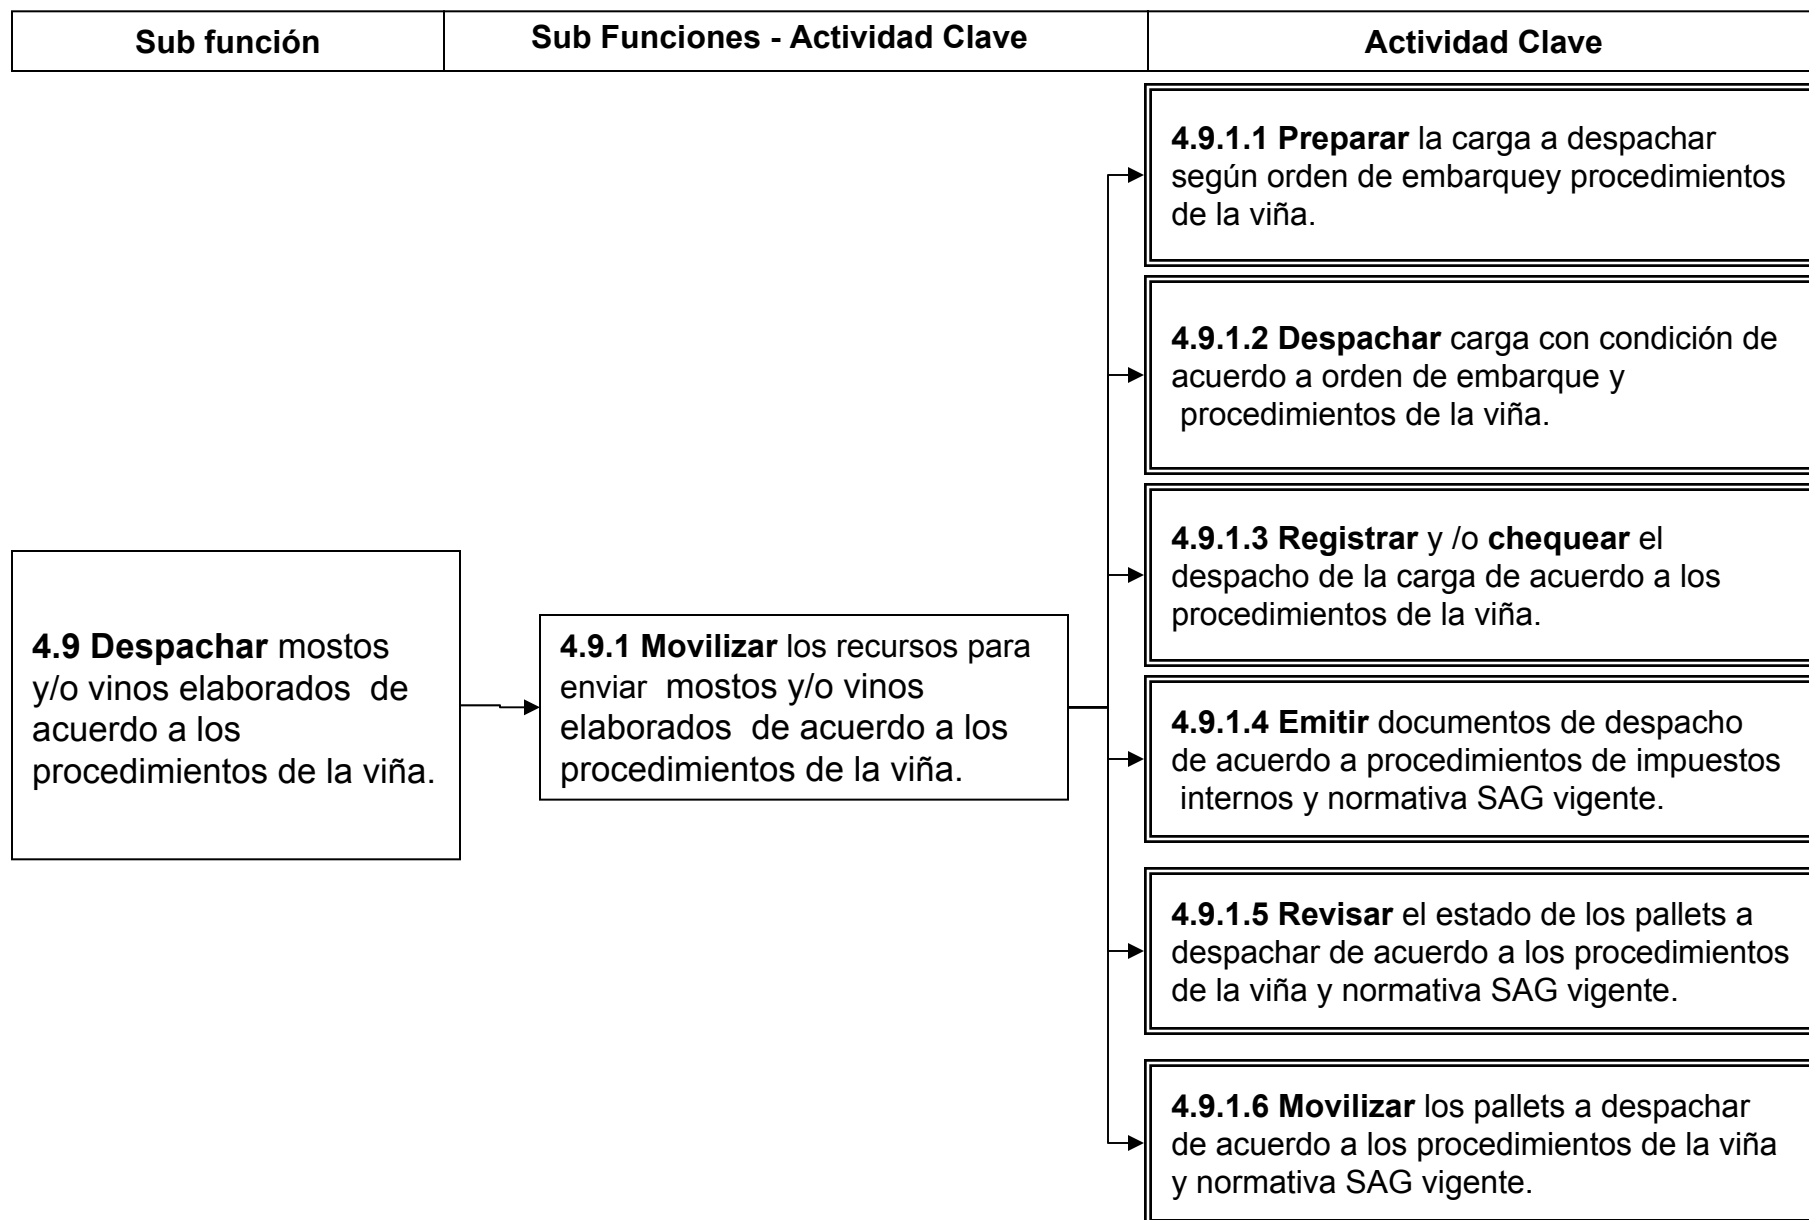 Sub función
Sub Funciones - Actividad Clave
Actividad Clave
4.9 Despachar mostos
y/o vinos elaborados  de
acuerdo a los
procedimientos de la viña.
4.9.1 Movilizar los recursos para
enviar  mostos y/o vinos
elaborados  de acuerdo a los
procedimientos de la viña.
4.9.1.1 Preparar la carga a despachar
según orden de embarquey procedimientos
de la viña.
4.9.1.2 Despachar carga con condición de
acuerdo a orden de embarque y
procedimientos de la viña.
4.9.1.3 Registrar y /o chequear el
despacho de la carga de acuerdo a los
procedimientos de la viña.
4.9.1.4 Emitir documentos de despacho
de acuerdo a procedimientos de impuestos
internos y normativa SAG vigente.
4.9.1.5 Revisar el estado de los pallets a
despachar de acuerdo a los procedimientos
de la viña y normativa SAG vigente.
4.9.1.6 Movilizar los pallets a despachar
de acuerdo a los procedimientos de la viña
y normativa SAG vigente.